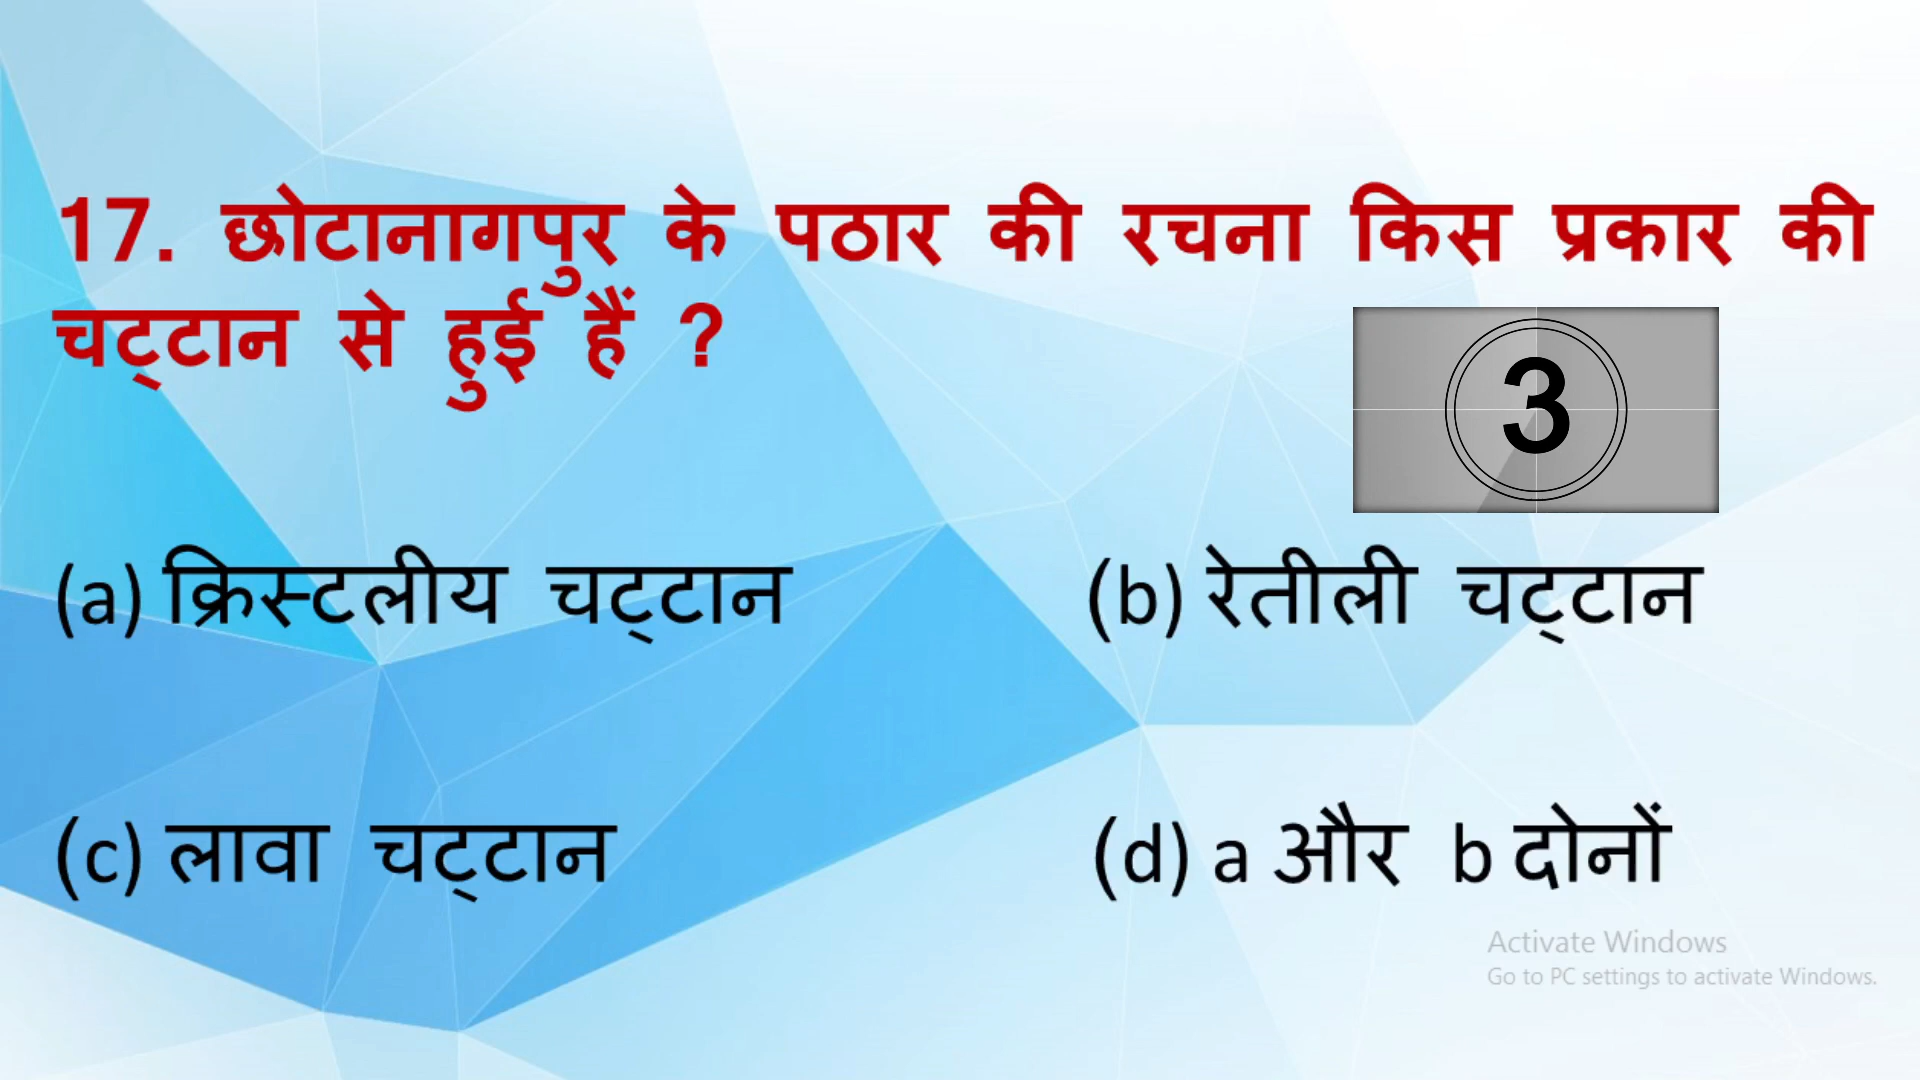 17. छोटानागपुर के पठार की रचना किस प्रकार की
चट्टान से हुई हैं ?
3
(a) क्रिस्टलीय चट्टान
(b) रेतीली चट्टान
(c) लावा चट्टान
(d) a और b दोनों
Activate Windows
Go to PC settings to activate Windows.